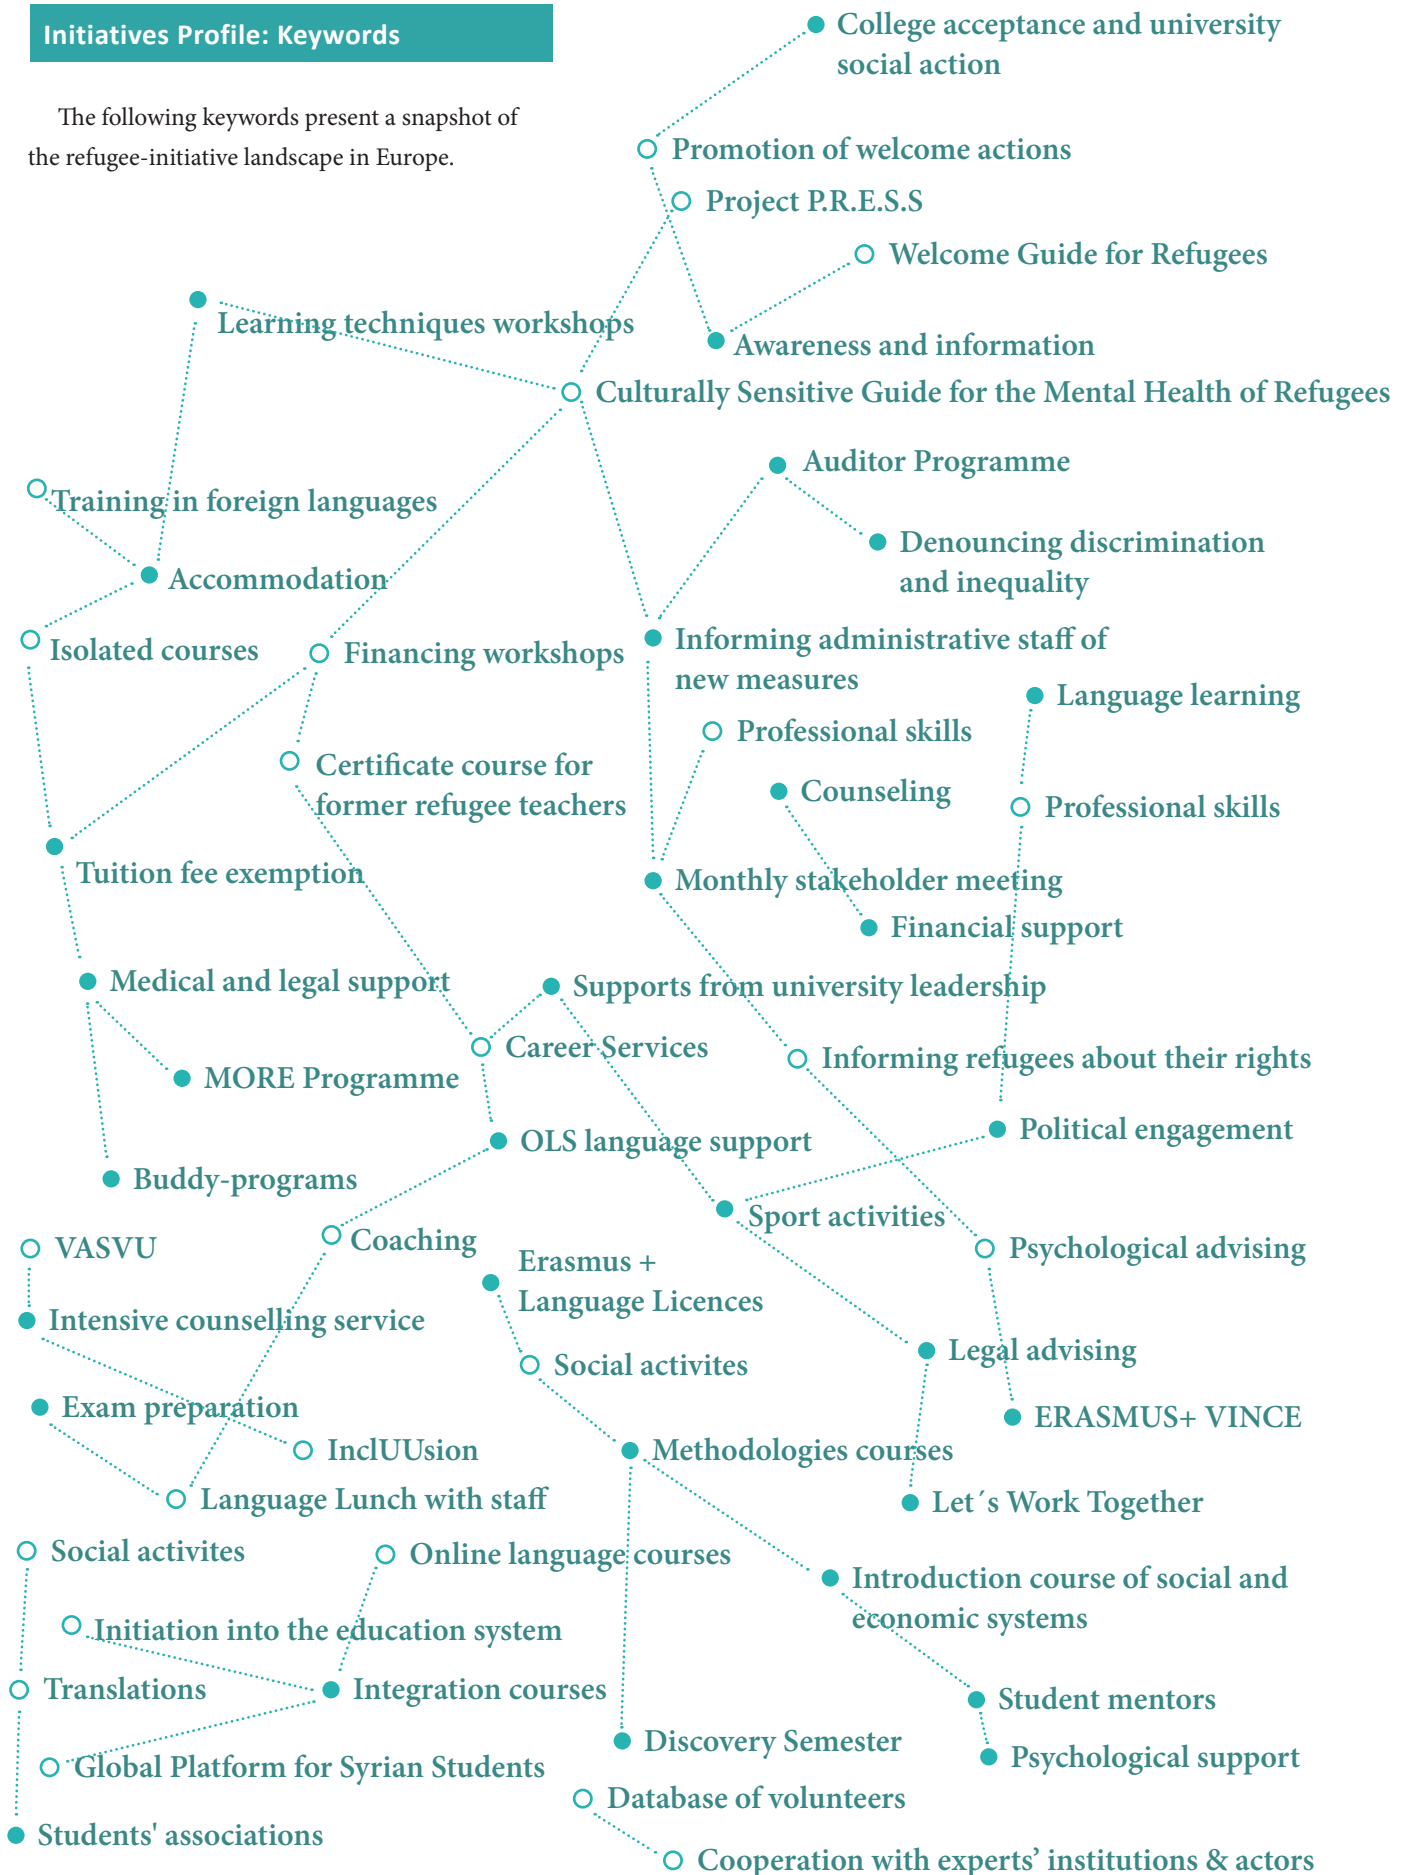 Initiatives Profile: Keywords
The following keywords present a snapshot of
the refugee-initiative landscape in Europe.
College acceptance and university
social action
Promotion of welcome actions
Project P.R.E.S.S
Welcome Guide for Refugees
Learning techniques workshops
Awareness and information
Culturally Sensitive Guide for the Mental Health of Refugees
Auditor Programme
Training in foreign languages
Denouncing discrimination
and inequality
Accommodation
Isolated courses
Financing workshops
Informing administrative staff of
new measures
Language learning
Professional skills
Certificate course for
former refugee teachers
Counseling
Professional skills
Tuition fee exemption
Monthly stakeholder meeting
Financial support
Medical and legal support
Supports from university leadership
Career Services
Informing refugees about their rights
MORE Programme
OLS language support
Political engagement
Buddy-programs
Sport activities
VASVU
Coaching
Psychological advising
Erasmus +
Language Licences
Intensive counselling service
Social activites
Legal advising
Exam preparation
ERASMUS+ VINCE
InclUUsion
Methodologies courses
Language Lunch with staff
Let´s Work Together
Social activites
Online language courses
Introduction course of social and
economic systems
Initiation into the education system
Translations
Integration courses
Student mentors
Discovery Semester
Psychological support
Global Platform for Syrian Students
Database of volunteers
Students' associations
Cooperation with experts’ institutions & actors